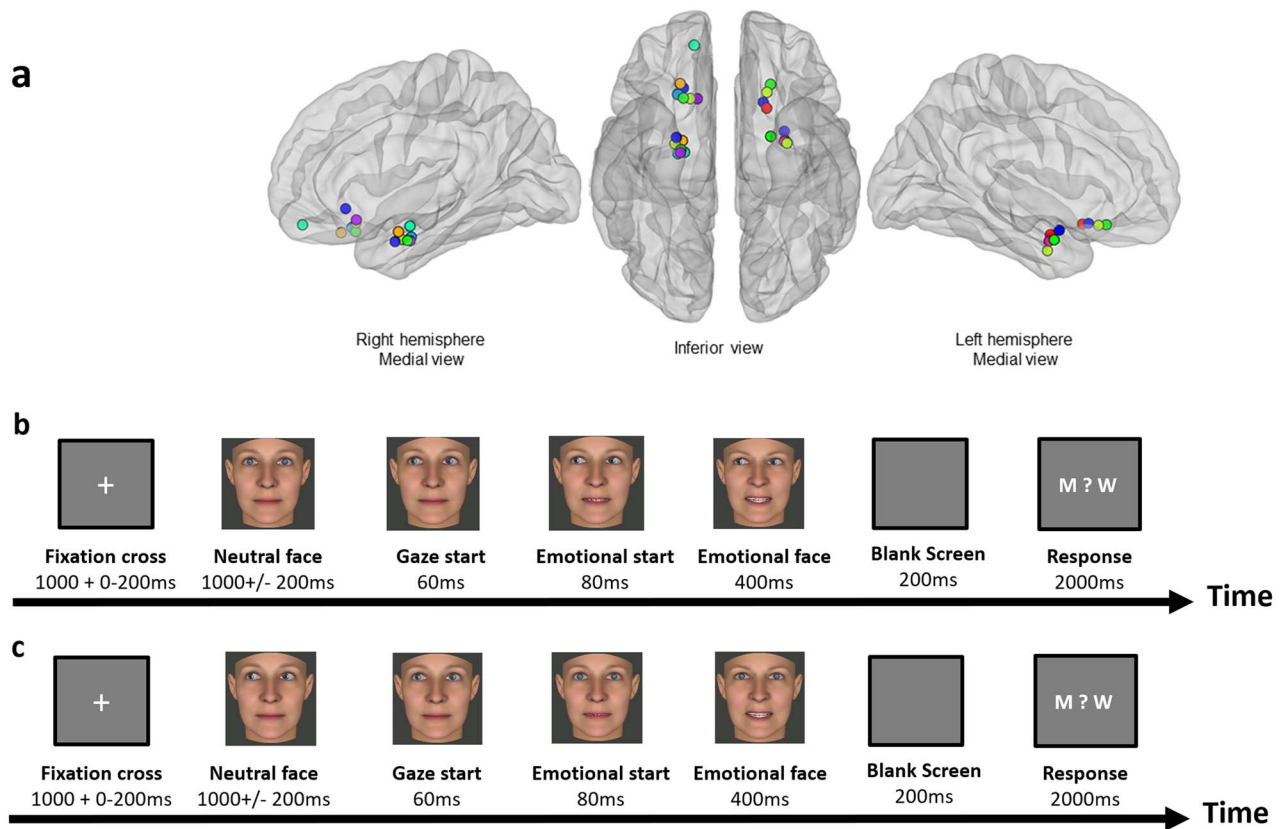 a
Right hemisphere
Medial view
Inferior view
Left hemisphere
Medial view
b
+
M ? W
Fixation cross
1000 + 0-200ms
Neutral face
1000+/- 200ms
Gaze start
60ms
Emotional start
80ms
Emotional face
400ms
Blank Screen
200ms
Response
2000ms
Time
c
+
M ? W
Fixation cross
1000 + 0-200ms
Neutral face
1000+/- 200ms
Gaze start
60ms
Emotional start
80ms
Emotional face
400ms
Blank Screen
200ms
Response
2000ms
Time